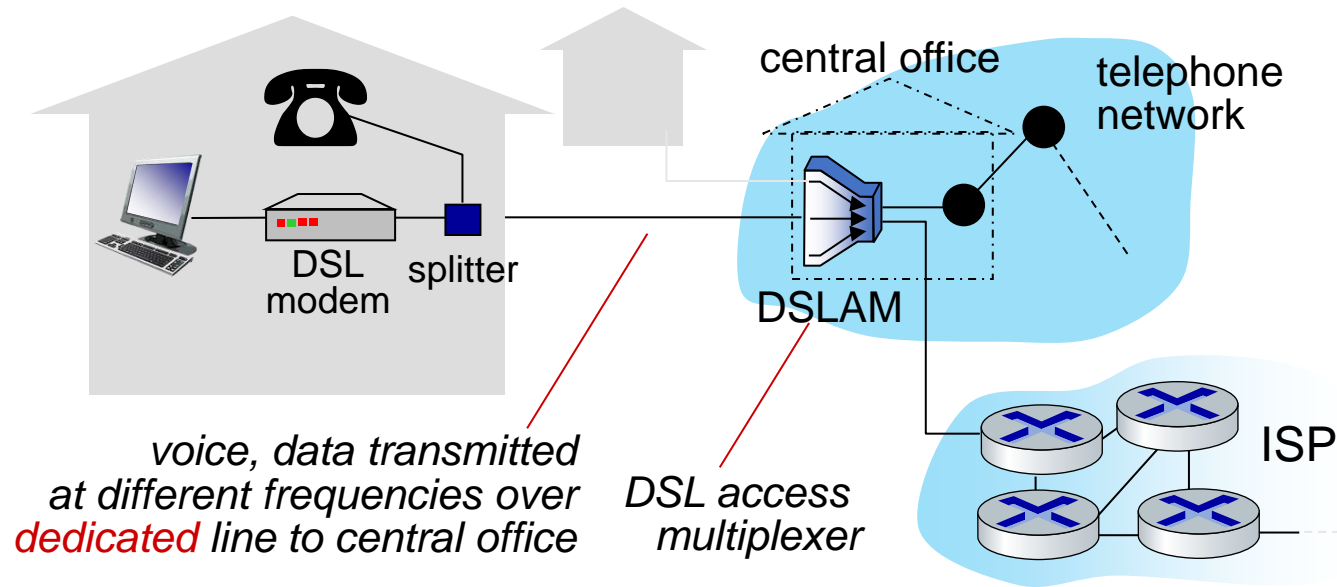 central office
telephone
network
DSL
modem
splitter
DSLAM
ISP
voice, data transmitted
at different frequencies over
dedicated line to central office
DSL access
multiplexer